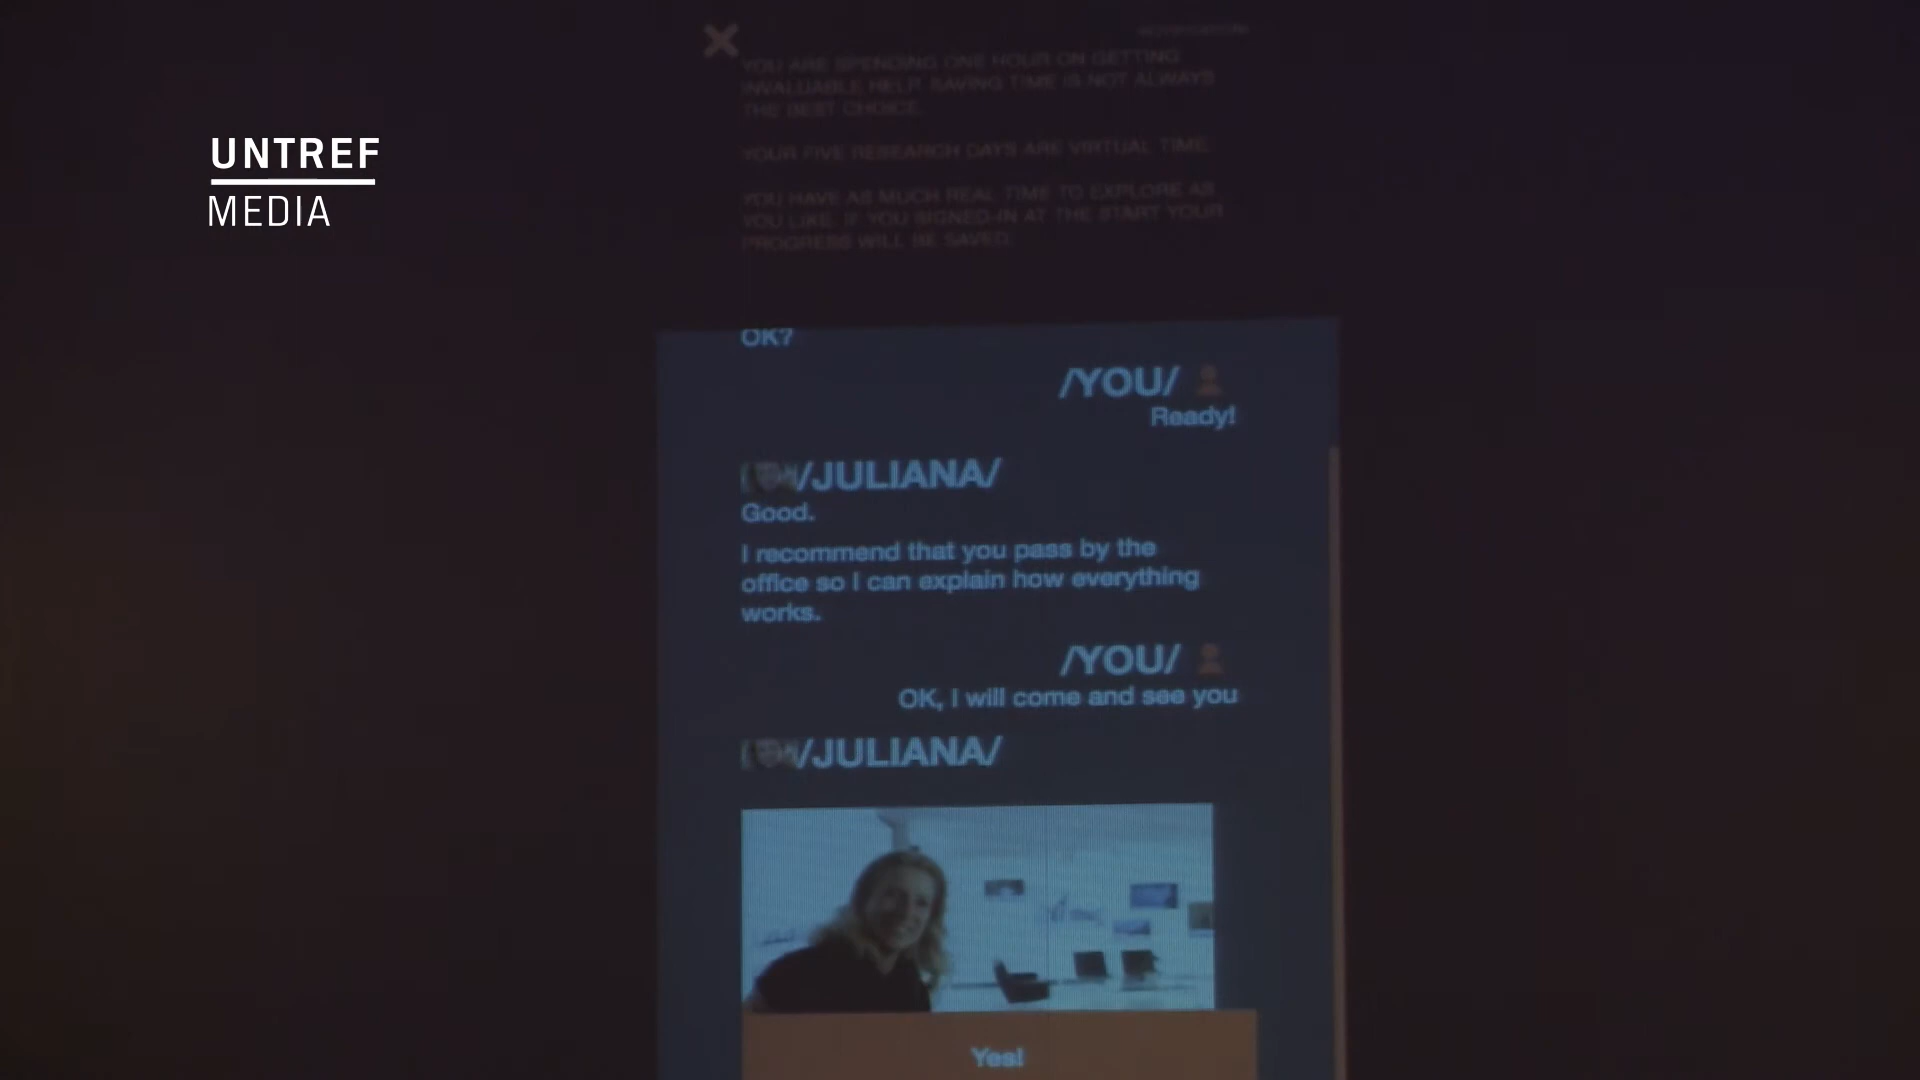 UNTREF
MEDIA
YOU ARE SPENDING ONE HOUR ON GETTING
INVALUABLE HELP. SAVING TIME IS NOT ALWAYS
THE BEST CHOICE.
YOUR FIVE RESEARCH DAYS ARE VIRTUAL TIME.
YOU HAVE AS MUCH REAL TIME TO EXPLORE AS
YOU LIKE. IF YOU SIGNED-IN AT THE START YOUR
PROGRESS WILL BE SAVED.
OK?
/YOU/
Ready!
/JULIANA/
Good.
I recommend that you pass by the
office so I can explain how everything
works.
/YOU/
OK, I will come and see you
/JULIANA/
Yes!